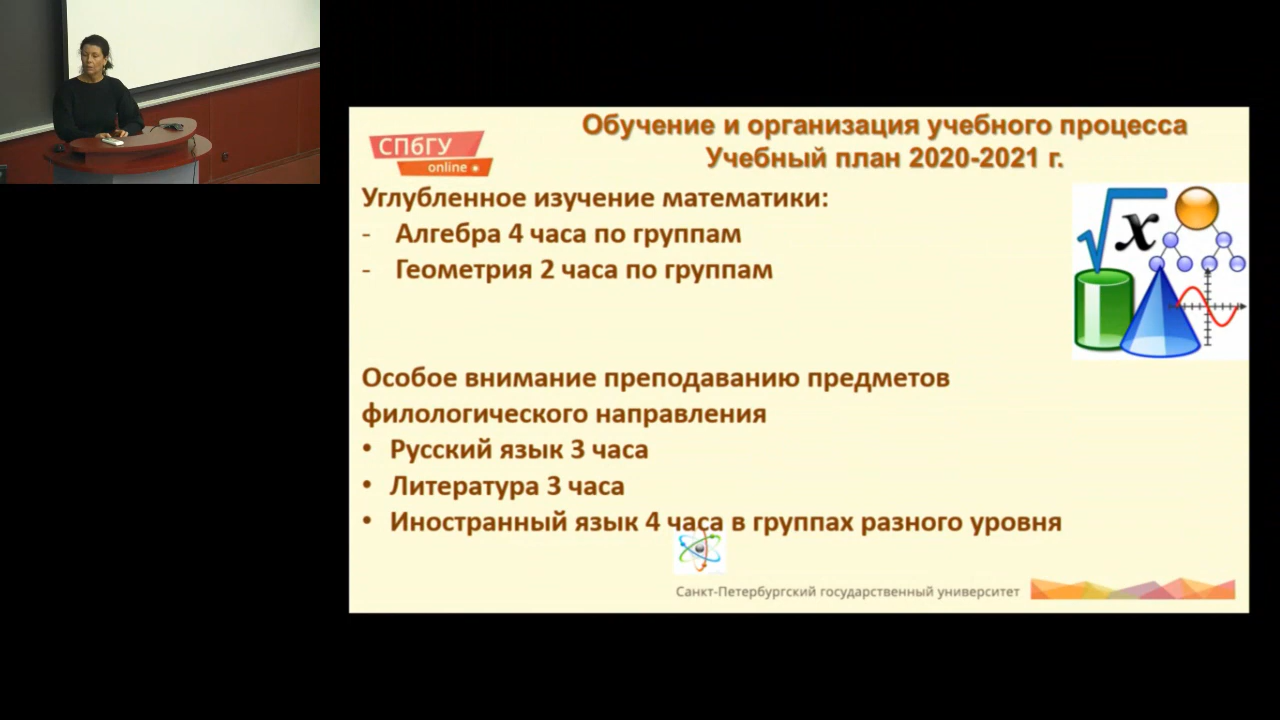 СПбГУ
online
Обучение и организация учебного процесса
Учебный план 2020-2021 г.
Углубленное изучение математики:
- Алгебра 4 часа по группам
- Геометрия 2 часа по группам
x
Особое внимание преподаванию предметов
филологического направления
• Русский язык 3 часа
• Литература 3 часа
• Иностранный язык 4 часа в группах разного уровня
Санкт-Петербургский государственный университет